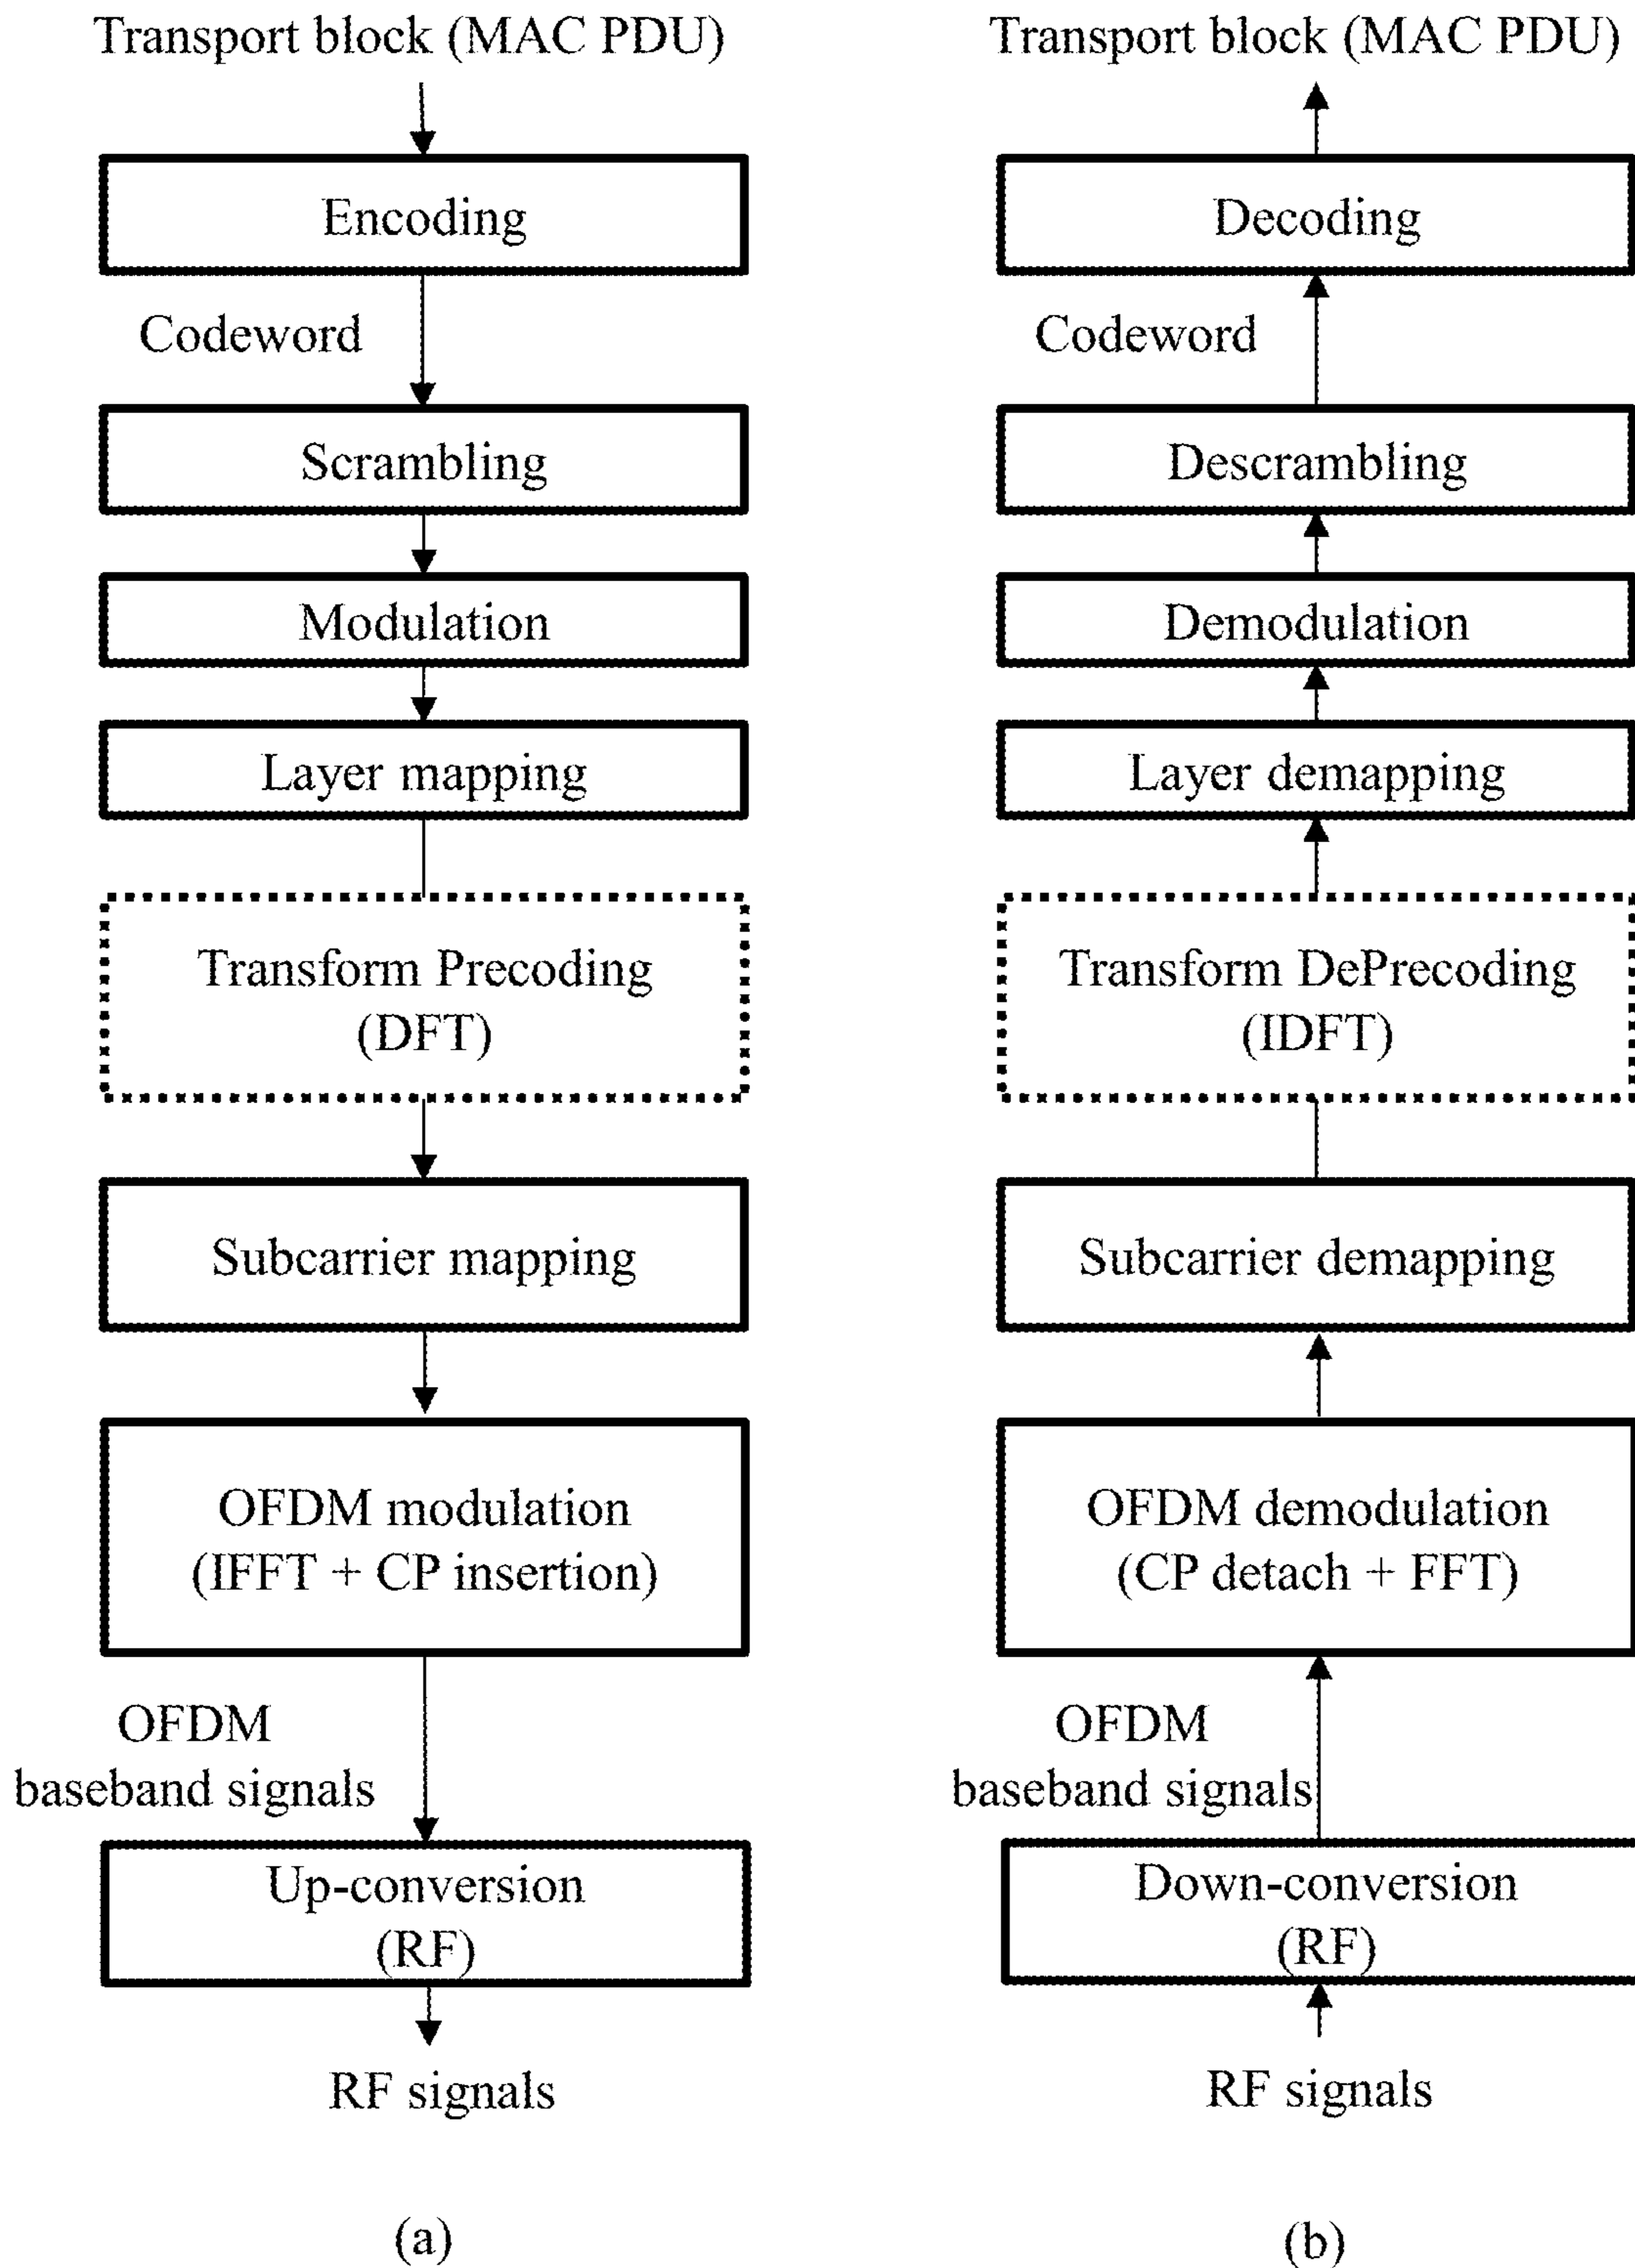 Transport block (MAC PDU)
Encoding
Codeword
Scrambling
Modulation
Layer mapping
Transform Precoding
(DFT)
Subcarrier mapping
OFDM modulation
(IFFT + CP insertion)
OFDM
baseband signals
Up-conversion
(RF)
RF signals
(a)
Transport block (MAC PDU)
Decoding
Codeword
Descrambling
Demodulation
Layer demapping
Transform DePrecoding
(IDFT)
Subcarrier demapping
OFDM demodulation
(CP detach + FFT)
OFDM
baseband signals
Down-conversion
(RF)
RF signals
(b)